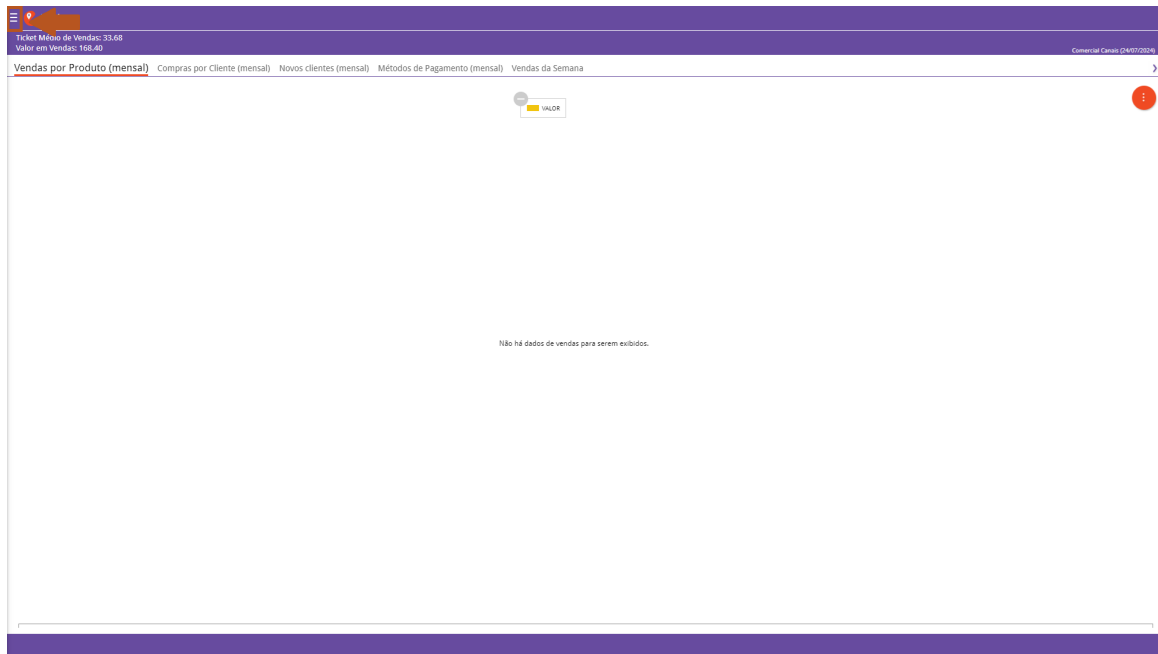 Ticket Médio de Vendas: 33.68
Valor em Vendas: 168.40
Comercial Canais (24/07/2024)
Vendas por Produto (mensal) Compras por Cliente (mensal) Novos clientes (mensal) Métodos de Pagamento (mensal) Vendas da Semana
VALOR
Não há dados de vendas para serem exibidos.